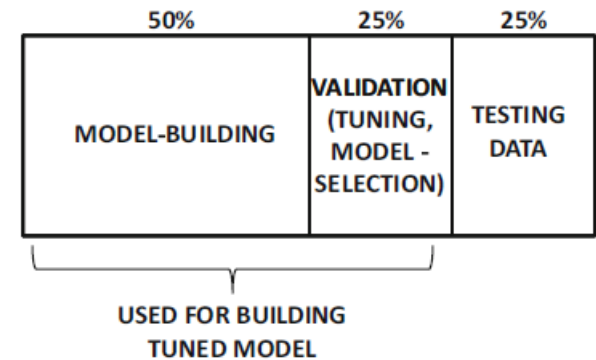 50% 25% 25%
MODEL-BUILDING
VALIDATION
(TUNING,
MODEL -
SELECTION)
TESTING
DATA
USED FOR BUILDING
TUNED MODEL